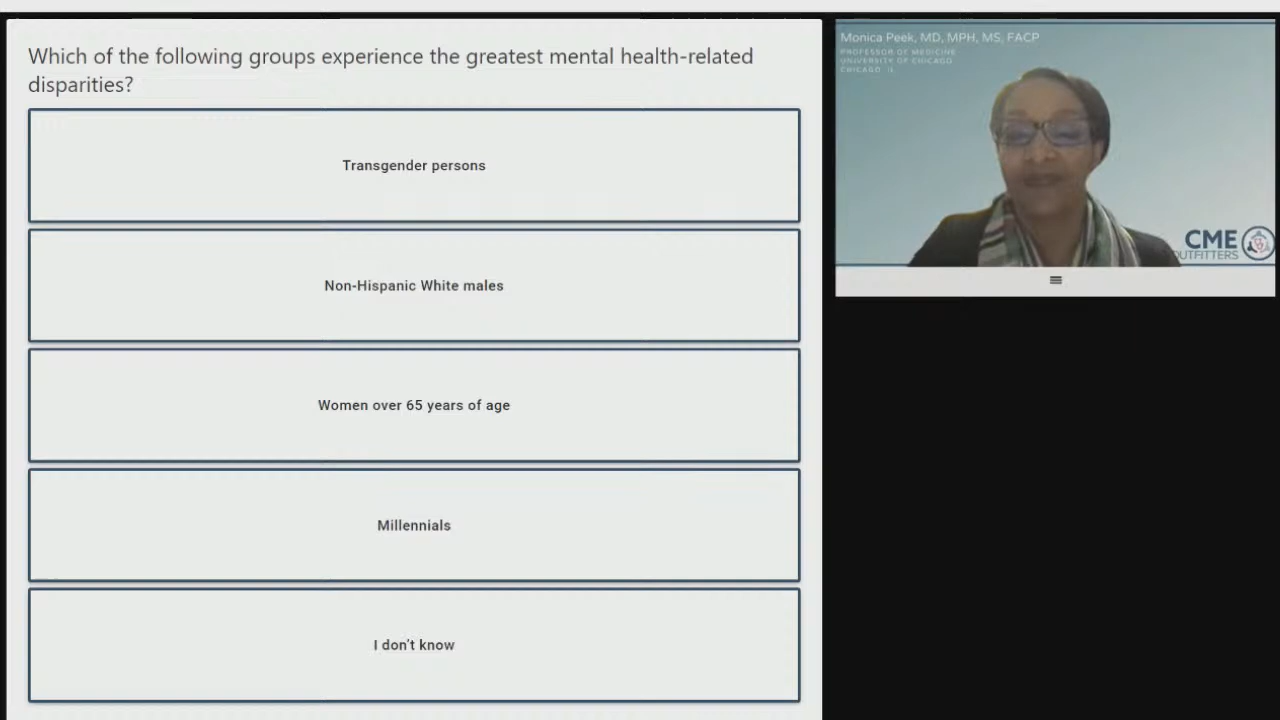 Which of the following groups experience the greatest mental health-related
disparities?
Transgender persons
Non-Hispanic White males
Women over 65 years of age
Millennials
I don't know
Monica Peek, MD, MPH, MS, FACP
PROFESSOR OF MEDICINE
UNIVERSITY OF CHICAGO
CHICAGO, IL
CME
OUTFITTERS